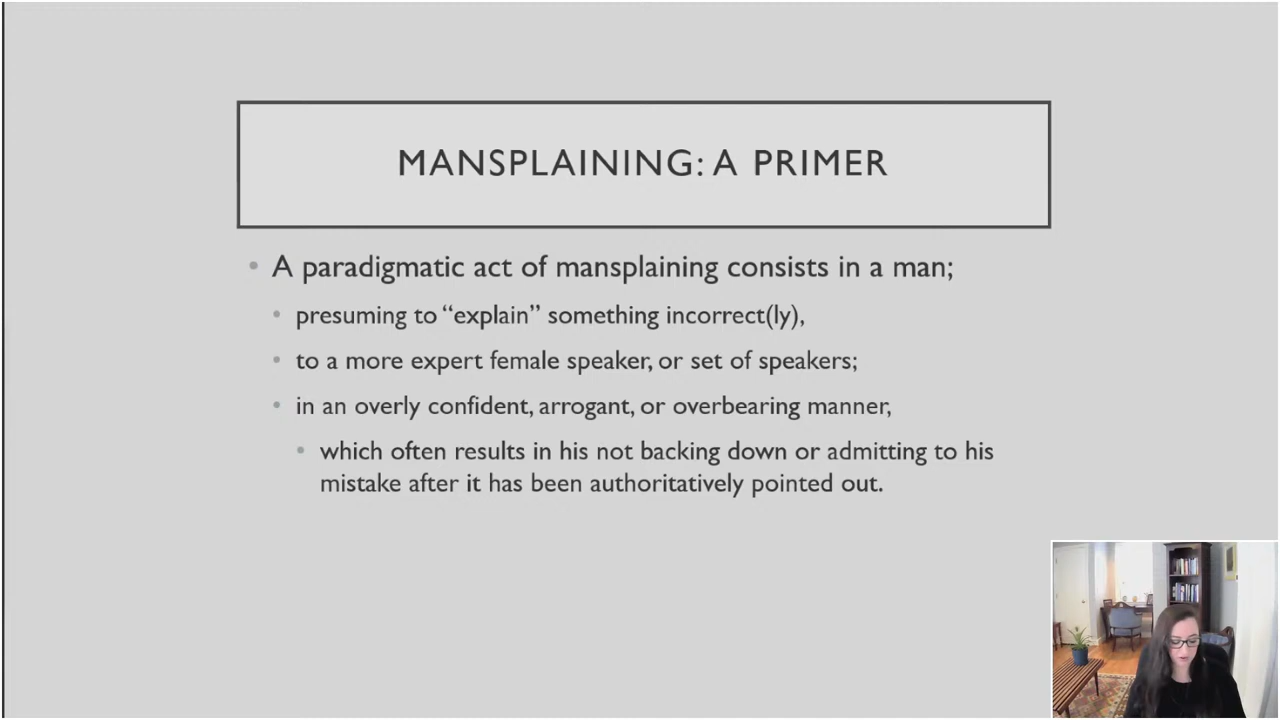 MANSPLAINING: A PRIMER
A paradigmatic act of mansplaining consists in a man;
presuming to “explain” something incorrect(ly),
to a more expert female speaker, or set of speakers;
in an overly confident, arrogant, or overbearing manner,
which often results in his not backing down or admitting to his
mistake after it has been authoritatively pointed out.